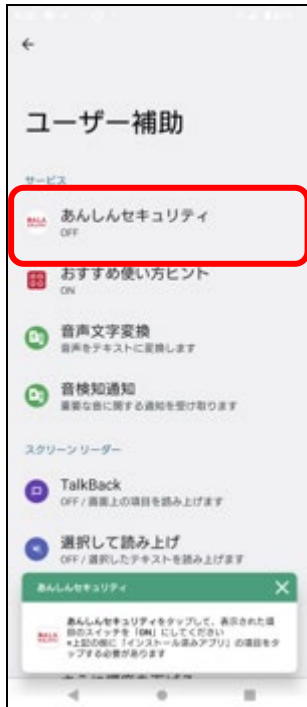 ユーザー補助
サービス
あんしんセキュリティ
OFF
おすすめ使い方ヒント
ON
音声文字変換
音声をテキストに変換します
音検知通知
重要な音に関する通知を受け取ります
スクリーン リーダー
TalkBack
OFF / 画面上の項目を読み上げます
選択して読み上げ
OFF / 選択したテキストを読み上げます
あんしんセキュリティ
あんしんセキュリティをタップして、表示された項
目のスイッチを「ON」にしてください
※上記の前に「インストール済みアプリ」の項目をタ
ップする必要があります